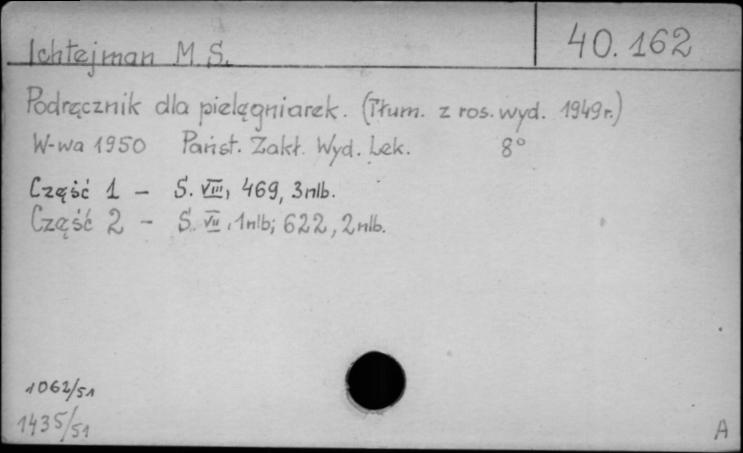 Ichtejman M. S.
40.162
Podręcznik dla pielęgniarek. (Tłum. z ros. wyd. 1949 r.)
W-wa 1950 Państ. Zakł. Wyd. Lek. 8°
Część 1 – S. VIII, 469, 3 nlb.
Część 2 – S. VII, 1 nlb; 622, 2 nlb.
1062/51
1435/51
A